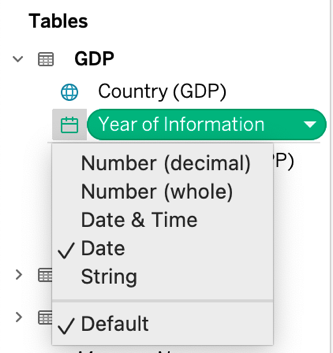 Tables
GDP
Country (GDP)
Year of Information
Number (decimal)
Number (whole)
Date & Time
Date
String
Default